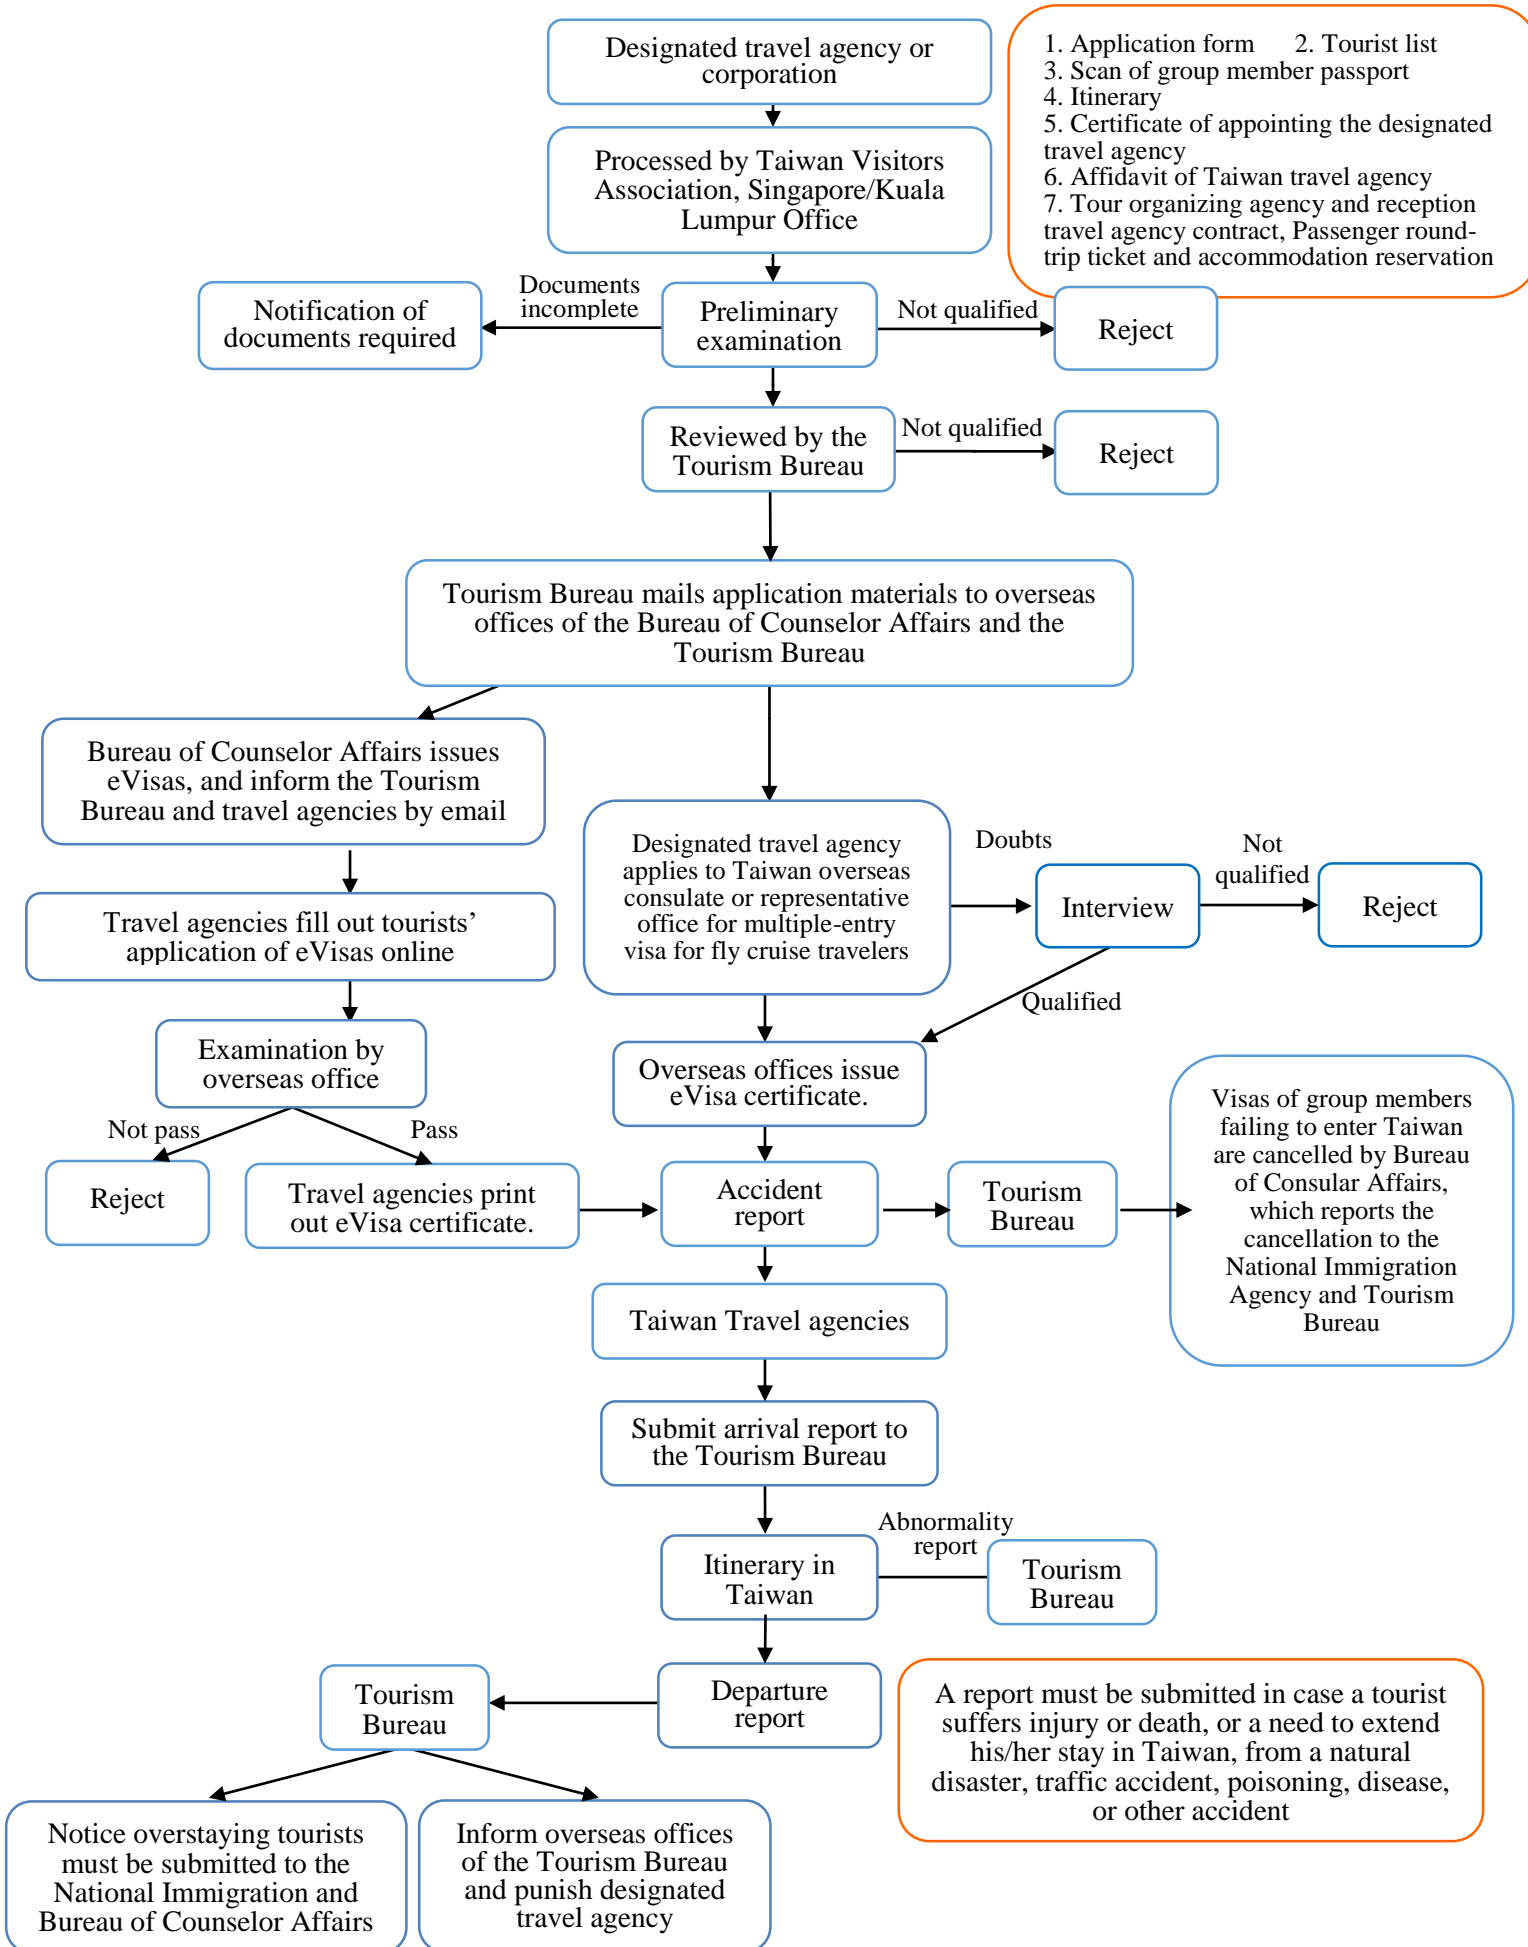 Designated travel agency or
corporation
1. Application form 2. Tourist list
3. Scan of group member passport
4. Itinerary
5. Certificate of appointing the designated
travel agency
6. Affidavit of Taiwan travel agency
7. Tour organizing agency and reception
travel agency contract, Passenger round-
trip ticket and accommodation reservation
Processed by Taiwan Visitors
Association, Singapore/Kuala
Lumpur Office
Documents
incomplete
Notification of
documents required
Preliminary
examination
Not qualified
Reject
Reviewed by the
Tourism Bureau
Not qualified
Reject
Tourism Bureau mails application materials to overseas
offices of the Bureau of Counselor Affairs and the
Tourism Bureau
Bureau of Counselor Affairs issues
eVisas, and inform the Tourism
Bureau and travel agencies by email
Designated travel agency
applies to Taiwan overseas
consulate or representative
office for multiple-entry
visa for fly cruise travelers
Doubts
Interview
Not
qualified
Reject
Travel agencies fill out tourists’
application of eVisas online
Qualified
Examination by
overseas office
Overseas offices issue
eVisa certificate.
Not pass
Pass
Reject
Travel agencies print
out eVisa certificate.
Accident
report
Tourism
Bureau
Visas of group members
failing to enter Taiwan
are cancelled by Bureau
of Consular Affairs,
which reports the
cancellation to the
National Immigration
Agency and Tourism
Bureau
Taiwan Travel agencies
Submit arrival report to
the Tourism Bureau
Itinerary in
Taiwan
Abnormality
report
Tourism
Bureau
Departure
report
Tourism
Bureau
A report must be submitted in case a tourist
suffers injury or death, or a need to extend
his/her stay in Taiwan, from a natural
disaster, traffic accident, poisoning, disease,
or other accident
Notice overstaying tourists
must be submitted to the
National Immigration and
Bureau of Counselor Affairs
Inform overseas offices
of the Tourism Bureau
and punish designated
travel agency